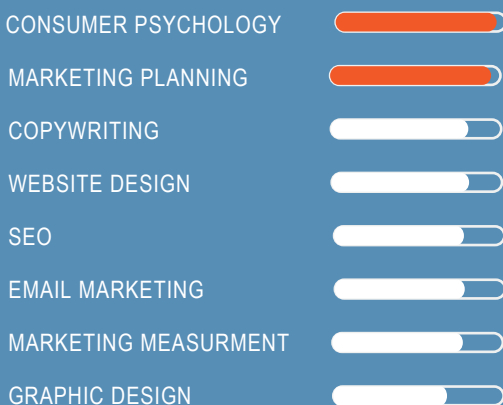 CONSUMER PSYCHOLOGY
MARKETING PLANNING
COPYWRITING
WEBSITE DESIGN
SEO
EMAIL MARKETING
MARKETING MEASURMENT
GRAPHIC DESIGN